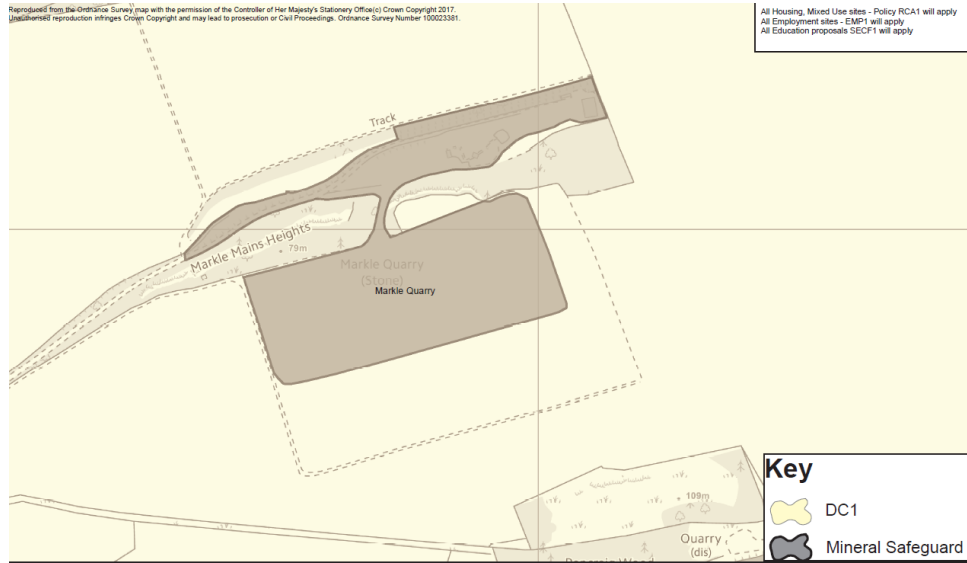 Reproduced from the Ordnance Survey map with the permission of the Controller of Her Majesty's Stationery Office(c) Crown Copyright 2017.
Unauthorised reproduction infringes Crown Copyright and may lead to prosecution or Civil Proceedings. Ordnance Survey Number 100023381.
All Housing, Mixed Use sites - Policy RCA1 will apply
All Employment sites - EMP1 will apply
All Education proposals SECF1 will apply
Track
Markle Mains Heights
79m
Markle Quarry
(Stone)
Markle Quarry
109m
Quarry
(dis)
Wood
Key
DC1
Mineral Safeguard